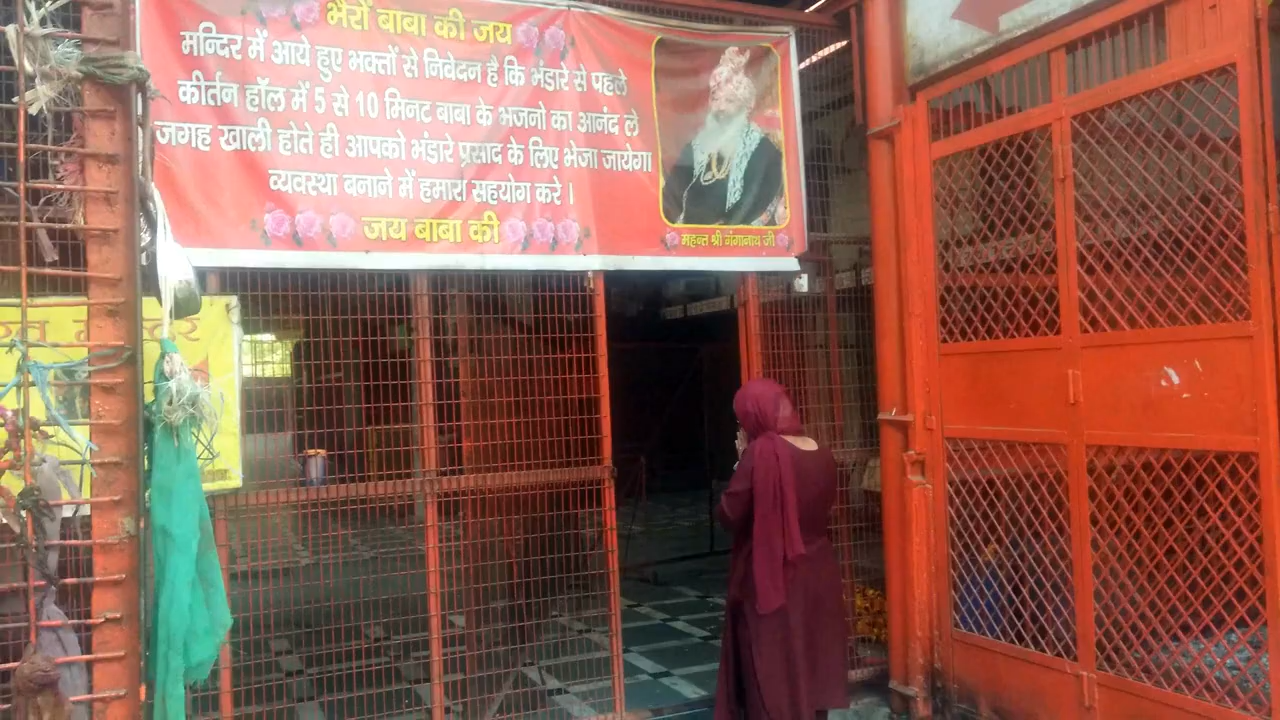 भैरों बाबा की जय
मन्दिर में आये हुए भक्तों से निवेदन है कि भंडारे से पहले
कीर्तन हॉल में 5 से 10 मिनट बाबा के भजनो का आनंद ले
जगह खाली होते ही आपको भंडारे प्रसाद के लिए भेजा जायेगा
व्यवस्था बनाने में हमारा सहयोग करे।
जय बाबा की
महन्त श्री गंगानाथ जी